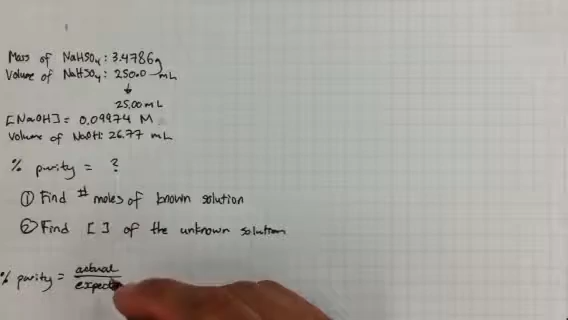 Mass of NaHSO4: 3.4786g
Volume of NaHSO4: 250.0 mL
↓
25.00 mL
[NaOH] = 0.09974 M
Volume of NaOH: 26.77 mL
% purity = ?
① Find # moles of known solution
② Find [ ] of the unknown solution
% purity = actual
expec